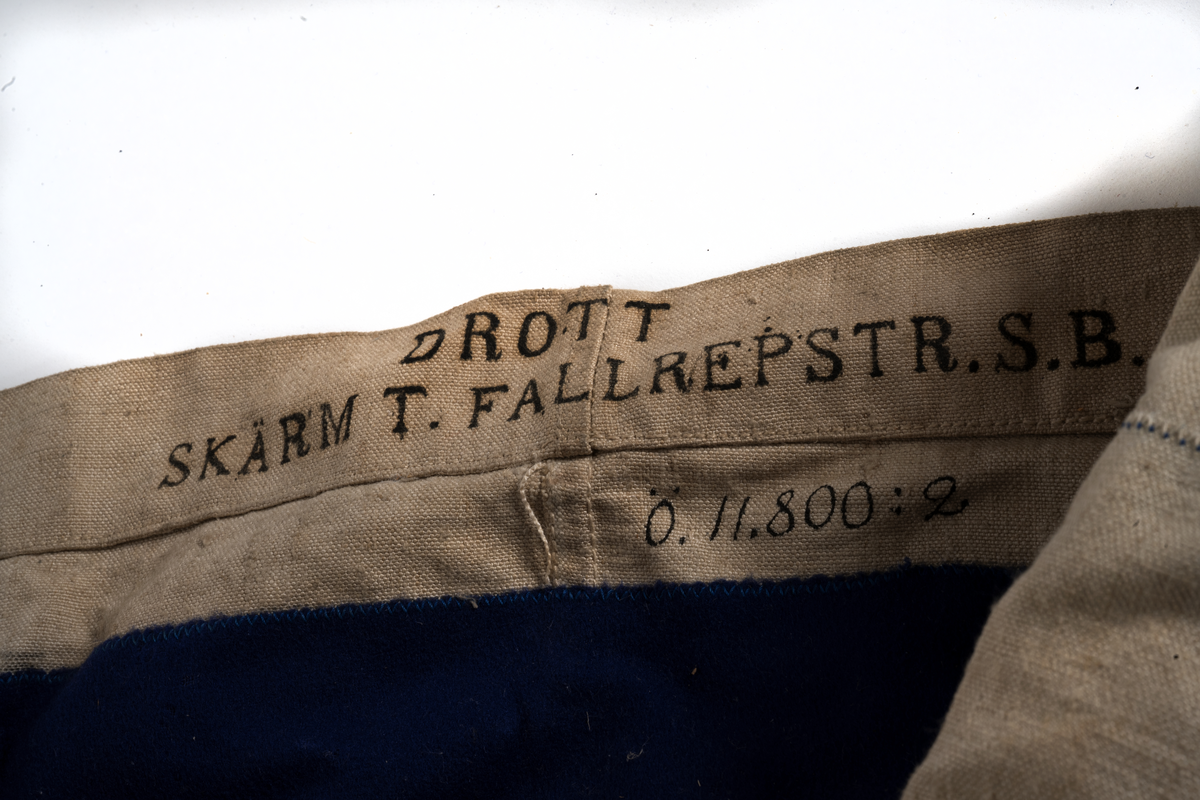 DROTT
SKÄRM T. FALLREPSTR. S.B.
Ö. 11.800:2